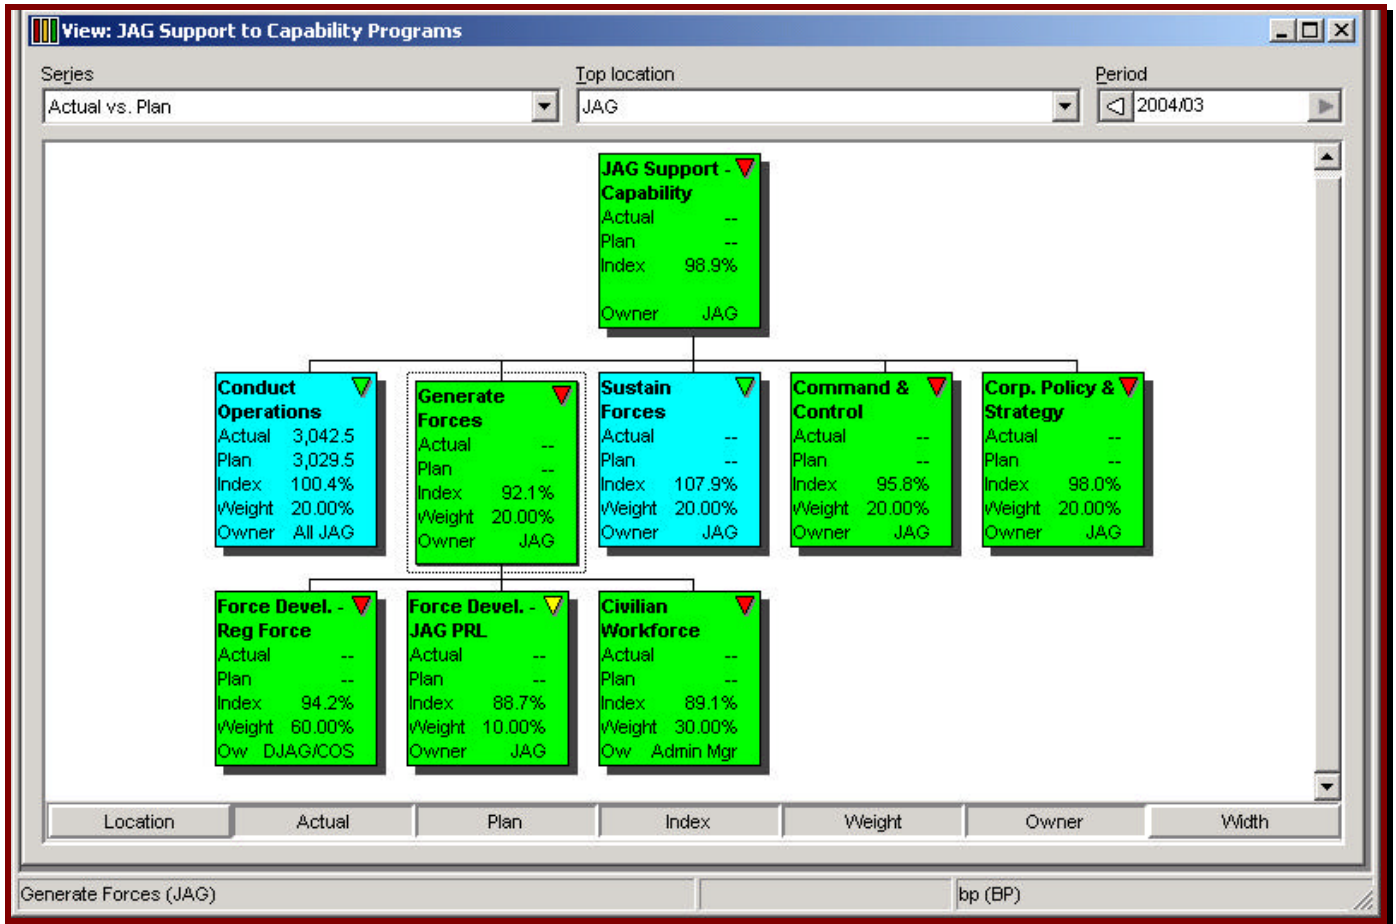 View: JAG Support to Capability Programs
Series
Top location
Period
Actual vs. Plan
JAG
2004/03
JAG Support -
Capability
Actual --
Plan --
Index 98.9%
Owner JAG
Conduct
Operations
Actual 3,042.5
Plan 3,029.5
Index 100.4%
Weight 20.00%
Owner All JAG
Generate
Forces
Actual --
Plan --
Index 92.1%
Weight 20.00%
Owner JAG
Sustain
Forces
Actual --
Plan --
Index 107.9%
Weight 20.00%
Owner JAG
Command &
Control
Actual --
Plan --
Index 95.8%
Weight 20.00%
Owner JAG
Corp. Policy &
Strategy
Actual --
Plan --
Index 98.0%
Weight 20.00%
Owner JAG
Force Devel. -
Reg Force
Actual --
Plan --
Index 94.2%
Weight 60.00%
Ow DJAG/COS
Force Devel. -
JAG PRL
Actual --
Plan --
Index 88.7%
Weight 10.00%
Owner JAG
Civilian
Workforce
Actual --
Plan --
Index 89.1%
Weight 30.00%
Ow Admin Mgr
Location Actual Plan Index Weight Owner Width
Generate Forces (JAG) bp (BP)